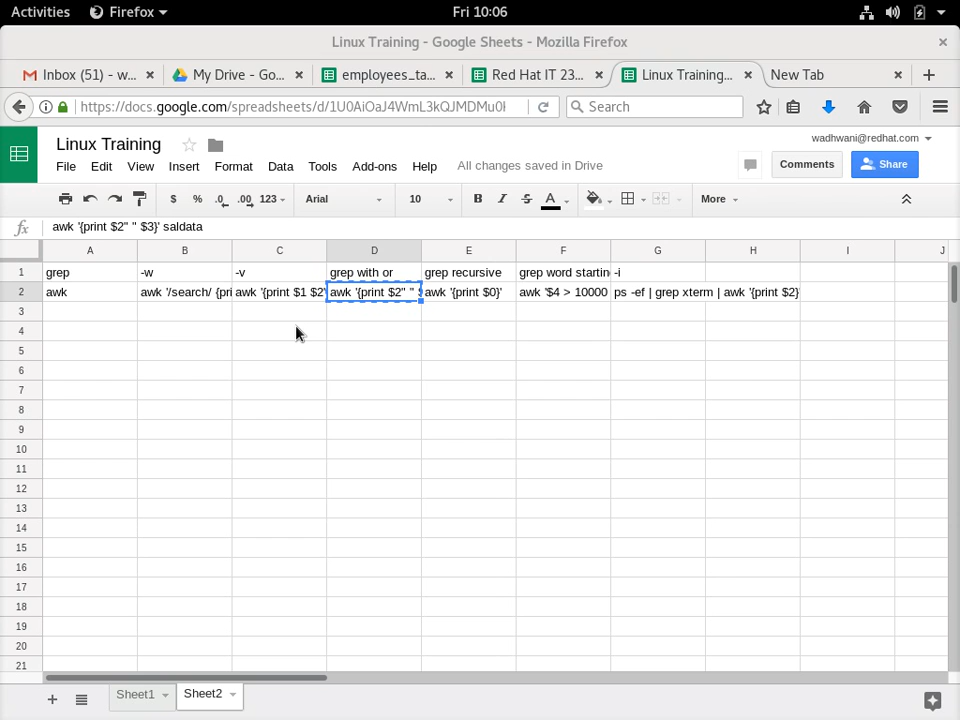 Activities Firefox Fri 10:06
Linux Training - Google Sheets - Mozilla Firefox
Inbox (51) - w... My Drive - Go... employees_ta... Red Hat IT 23... Linux Training... New Tab
https://docs.google.com/spreadsheets/d/1U0AiOaJ4WmL3kQJMDMu0k Search
Linux Training wadhwani@redhat.com
File Edit View Insert Format Data Tools Add-ons Help All changes saved in Drive Comments Share
$ % .0 .00 123 Arial 10 B I S A More
fx awk '{print $2" " $3}' saldata
A B C D E F G H I J
1 grep -w -v grep with or grep recursive grep word startin -i
2 awk awk '/search/ {pri awk '{print $1 $2' awk '{print $2" " awk '{print $0}' awk '$4 > 10000 ps -ef | grep xterm | awk '{print $2}'
3
4
5
6
7
8
9
10
11
12
13
14
15
16
17
18
19
20
21
Sheet1 Sheet2